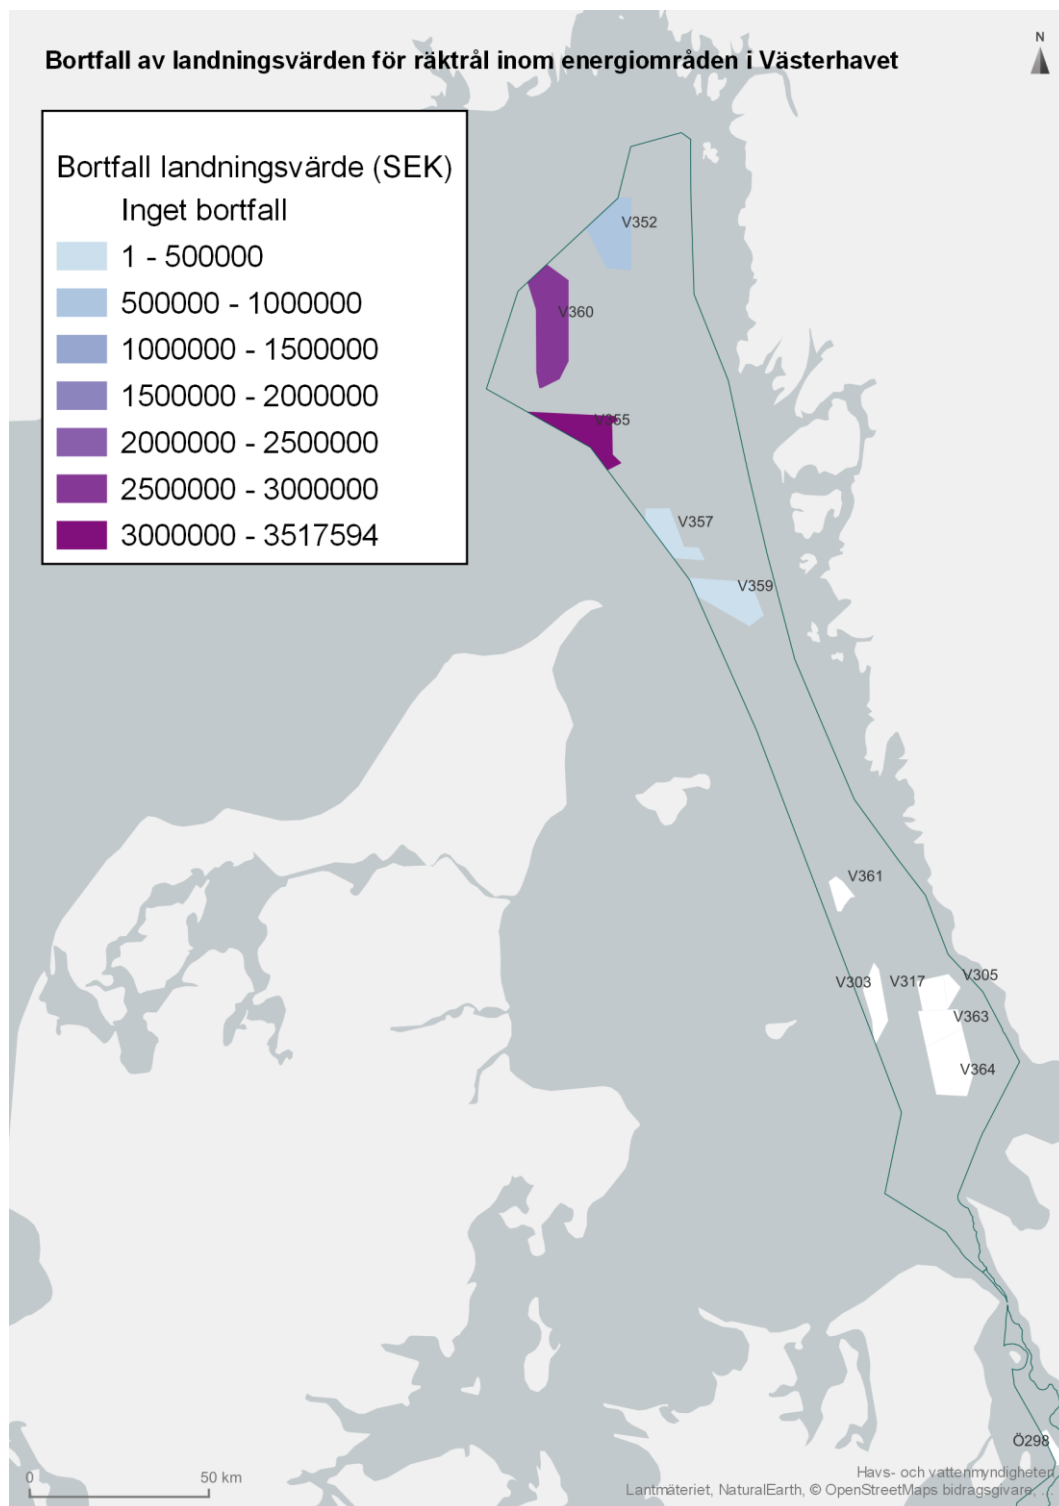 Bortfall av landningsvärden för räktrål inom energiområden i Västerhavet
N
Bortfall landningsvärde (SEK)
Inget bortfall
1 - 500000
500000 - 1000000
1000000 - 1500000
1500000 - 2000000
2000000 - 2500000
2500000 - 3000000
3000000 - 3517594
V352
V360
V355
V357
V359
V361
V303
V317
V305
V363
V364
Ö298
0
50 km
Havs- och vattenmyndigheten
Lantmäteriet, NaturalEarth, © OpenStreetMaps bidragsgivare, ...